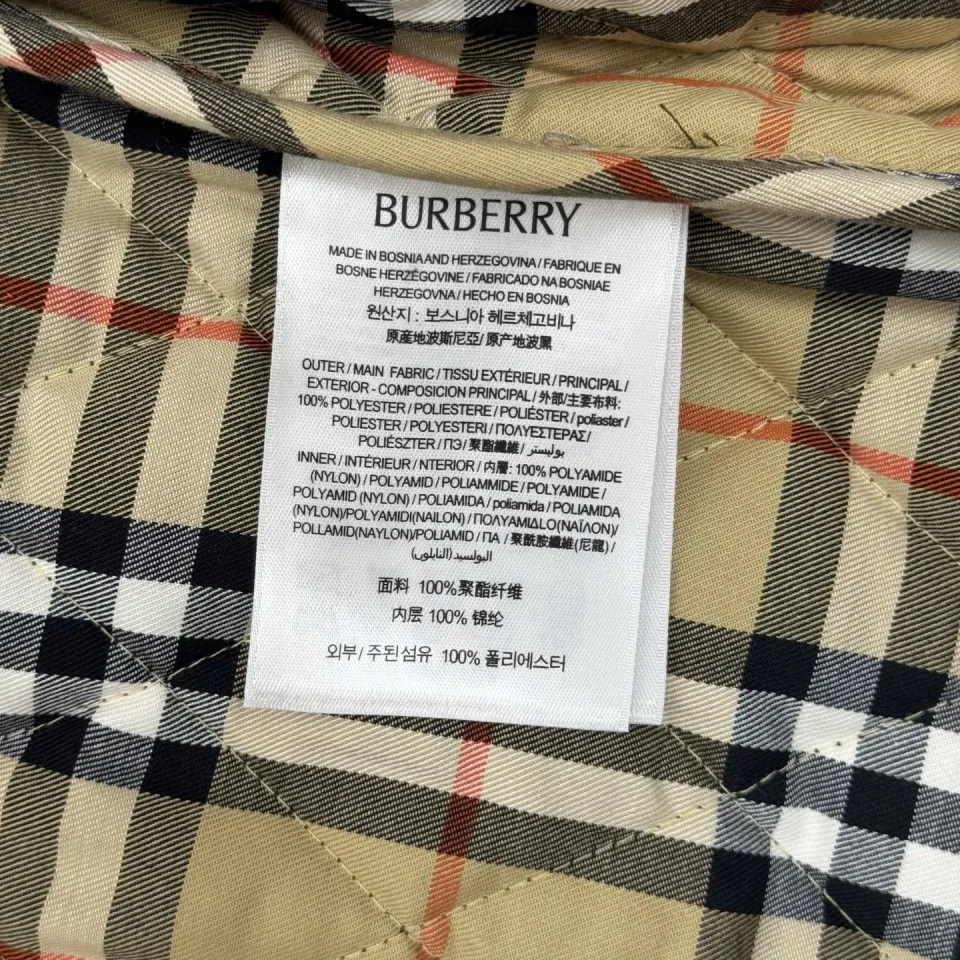 BURBERRY
MADE IN BOSNIAAND HERZEGOVINA / FABRIQUE EN
BOSNE HERZÉGOVINE / FABRICADO NA BOSNIAE
HERZEGOVNA / HECHO EN BOSNIA
원산지 : 보스니아 헤르체고비나
原産地波斯尼亞/ 原产地波黑
OUTER / MAIN FABRIC / TISSU EXTÉRIEUR / PRINCIPAL /
EXTERIOR - COMPOSICION PRINCIPAL / 外部/主要布料:
100% POLYESTER / POLIESTERE / POLIÉSTER / poliaster /
POLIESTER / POLYESTERI / ΠΟΛΥΕΣΤΕΡΑΣ /
POLIÉSZTER / ПЭ / 聚酯纖維 / بوليستر
INNER / INTÉRIEUR / NTERIOR / 内層: 100% POLYAMIDE
(NYLON) / POLYAMID / POLIAMMIDE / POLYAMIDE /
POLYAMID (NYLON) / POLIAMIDA / poliamida / POLIAMIDA
(NYLON)/POLYAMIDI(NAILON) / ΠΟΛΥΑΜΙΔLO (ΝΑΪΛΟΝ)/
POLLAMID(NAYLON)/POLIAMID / ПА / 聚酰胺纖維(尼龍) /
البولسيد (النايلون)
面料 100%聚酯纤维
内层 100% 锦纶
외부 / 주된섬유 100% 폴리에스터